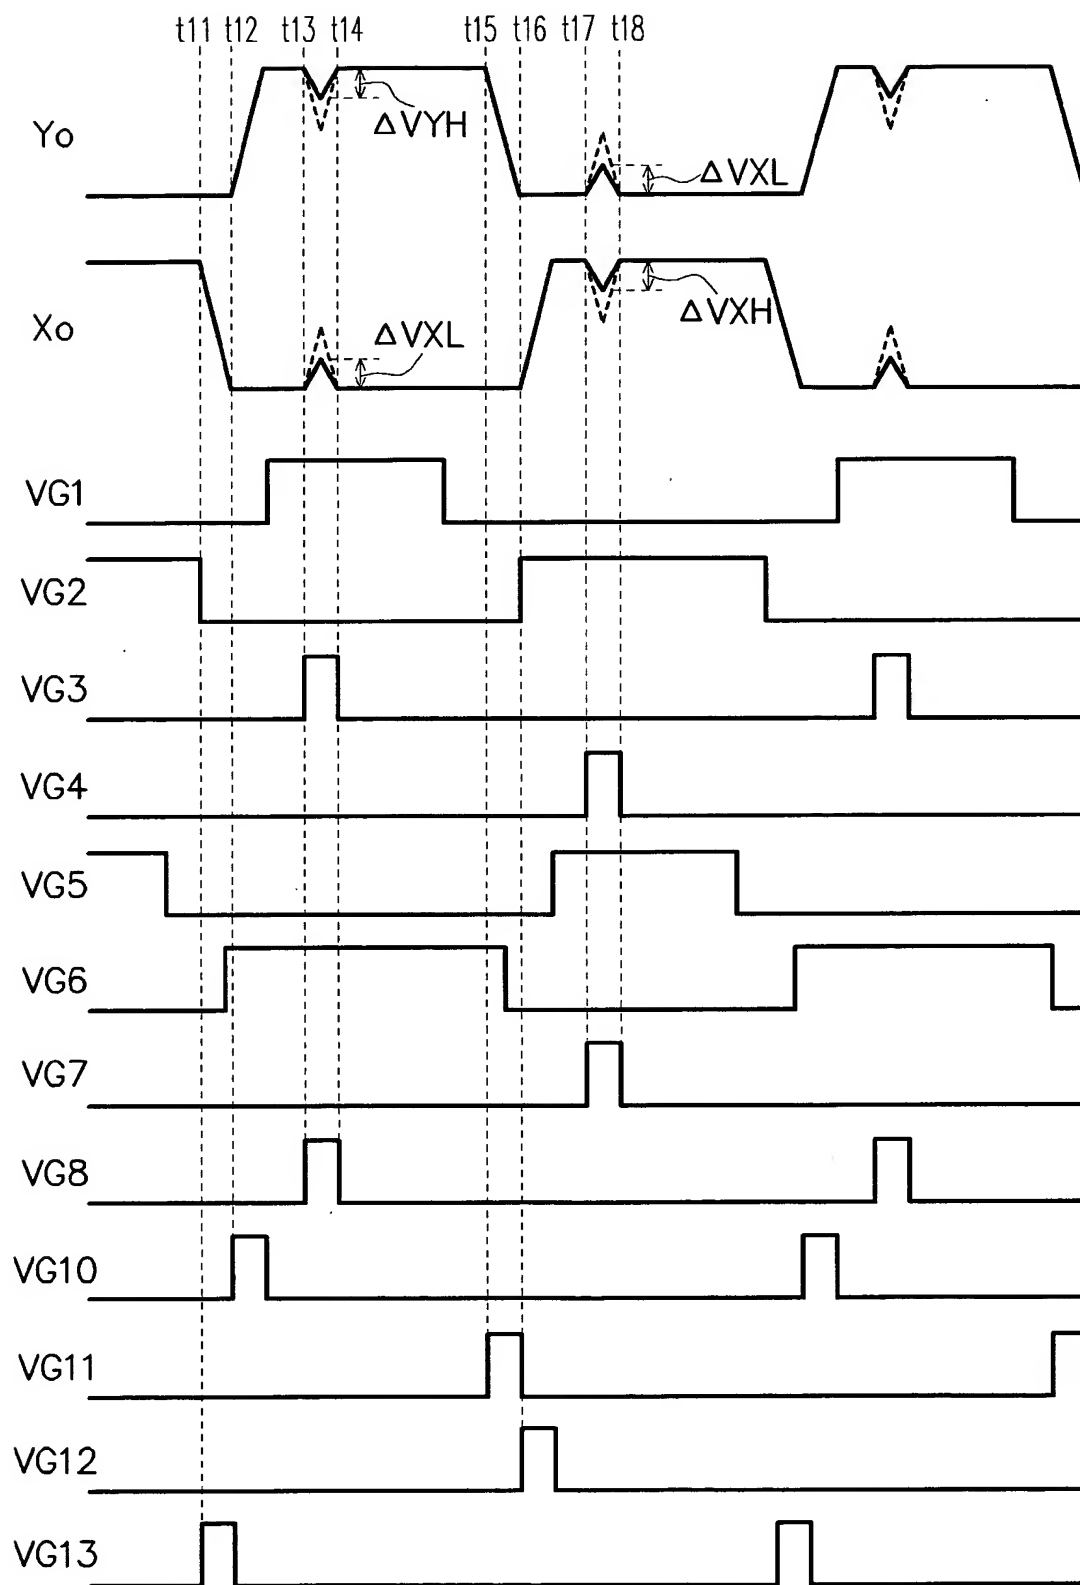 t11 t12 t13 t14 t15 t16 t17 t18
Yo
ΔVYH
ΔVXL
Xo
ΔVXL
ΔVXH
VG1
VG2
VG3
VG4
VG5
VG6
VG7
VG8
VG10
VG11
VG12
VG13